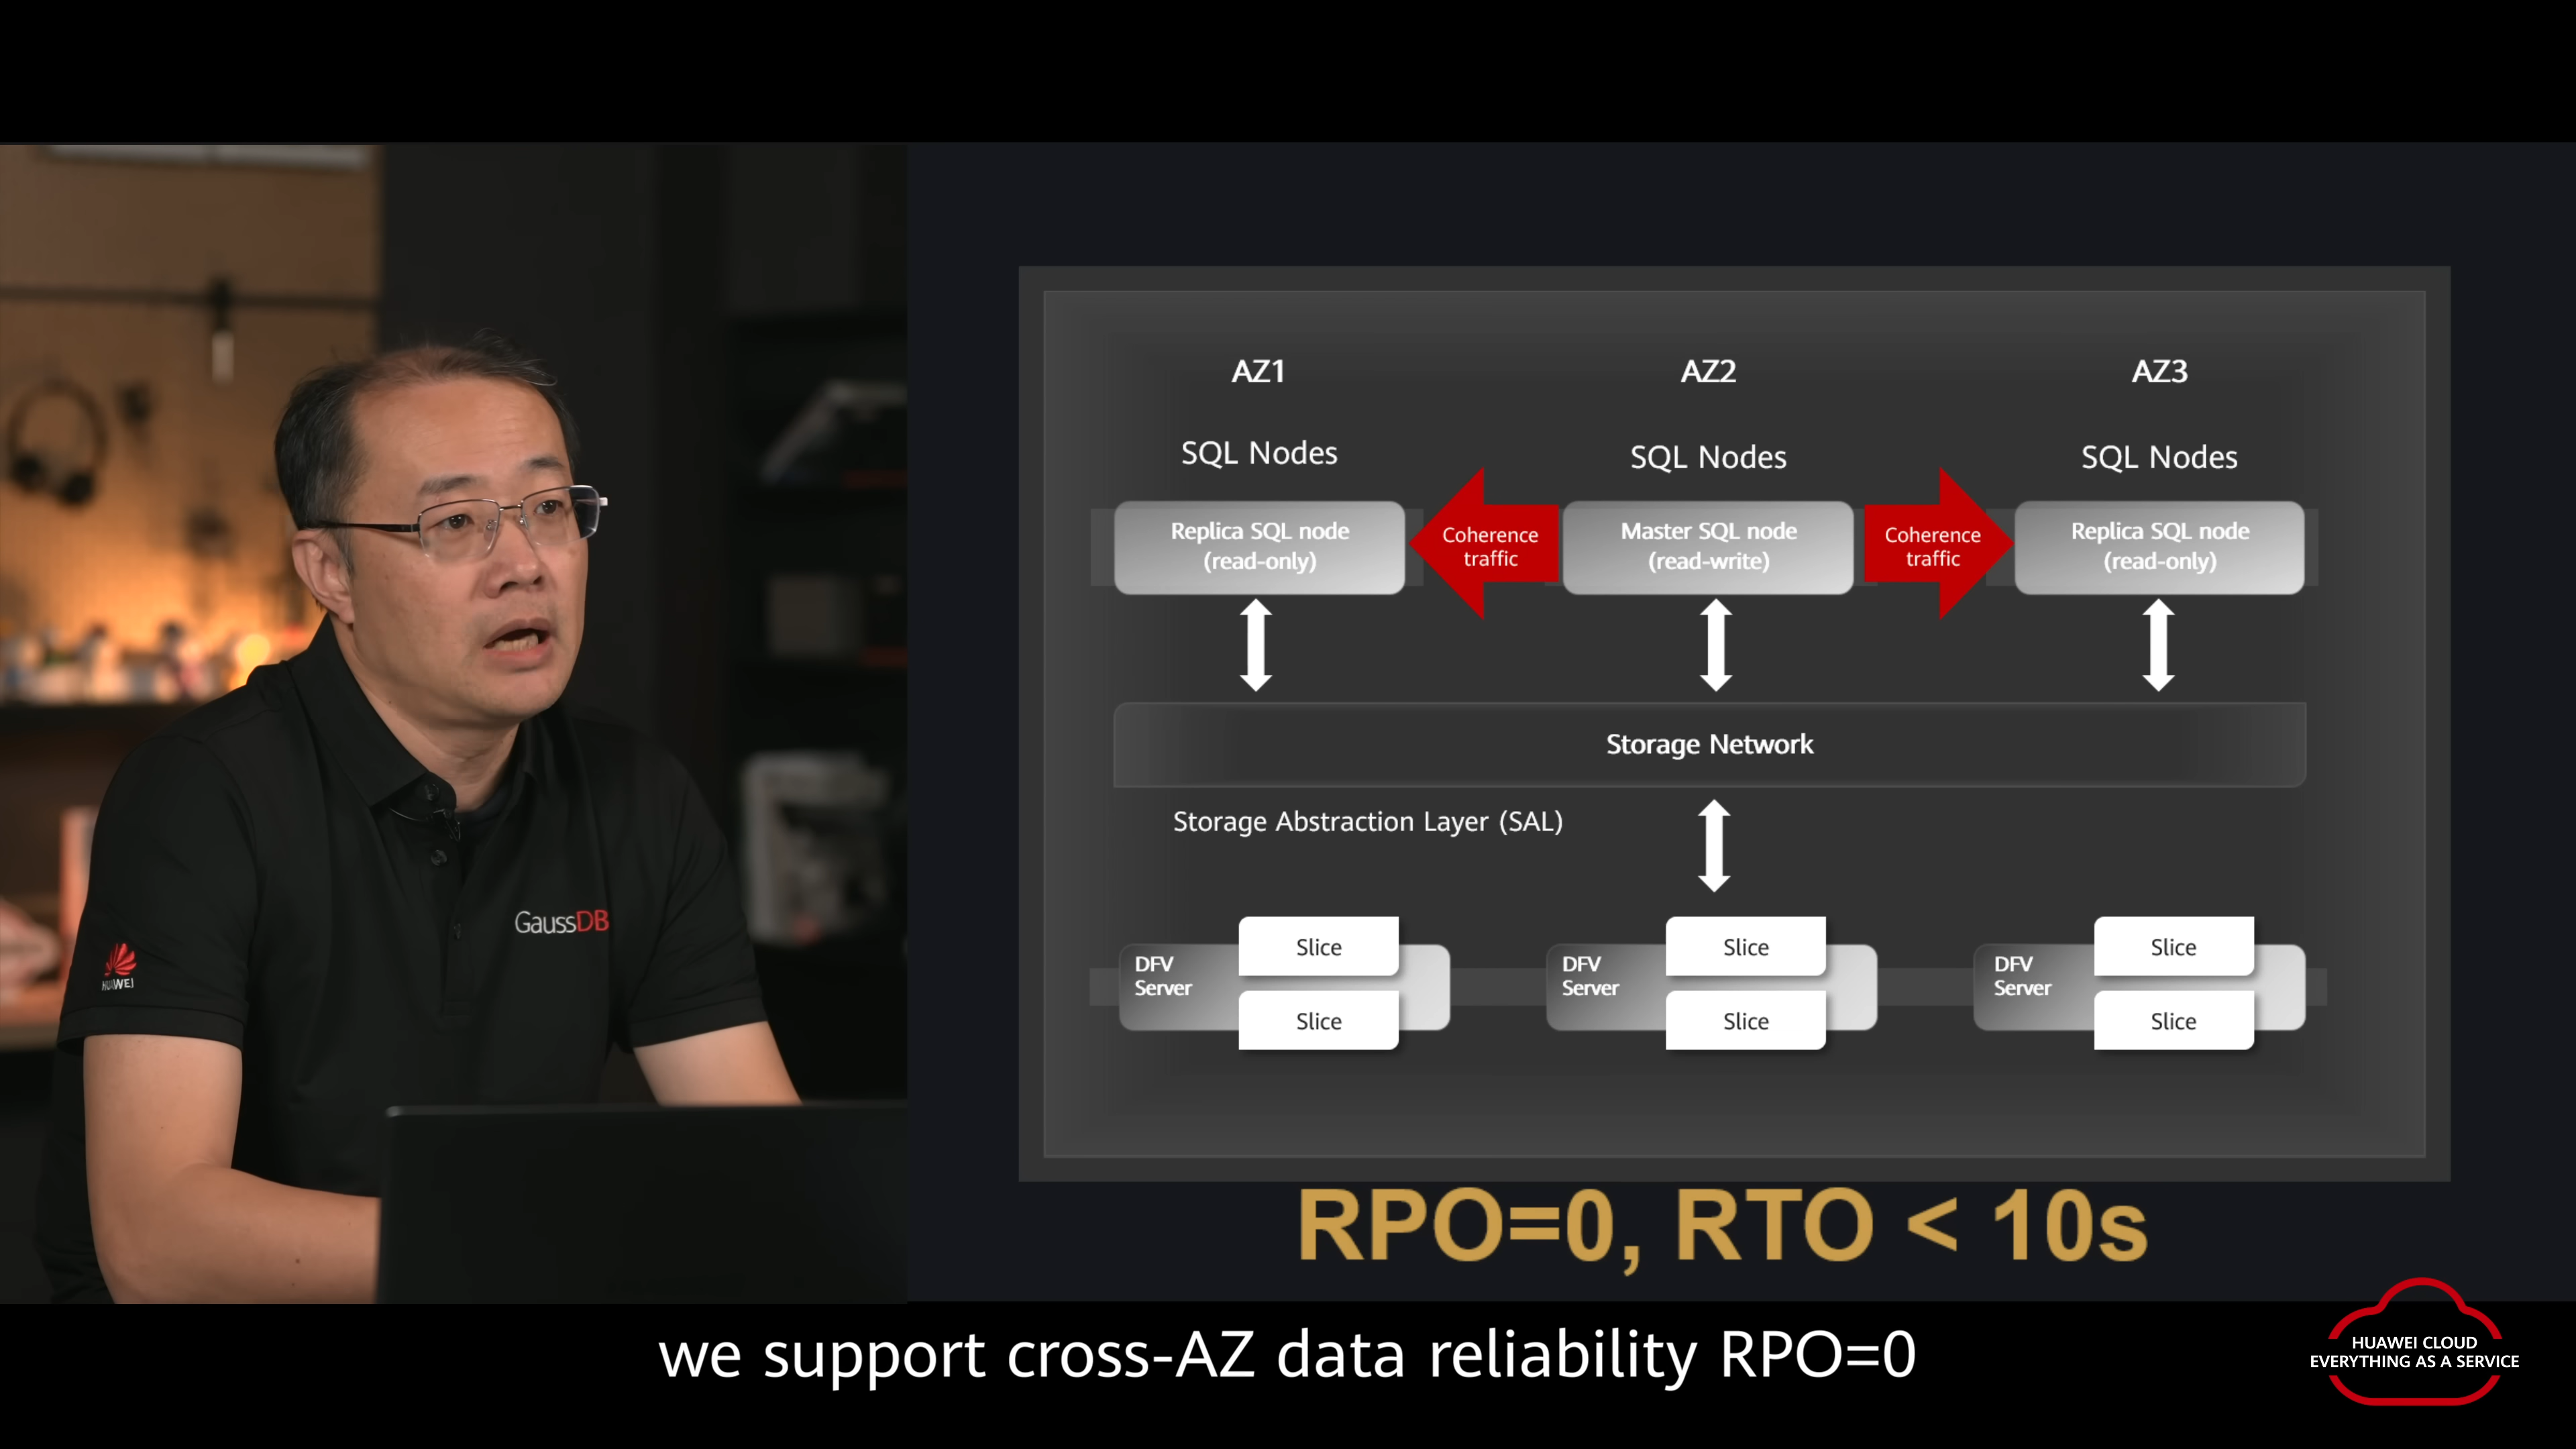 AZ1
AZ2
AZ3
SQL Nodes
SQL Nodes
SQL Nodes
Replica SQL node
(read-only)
Coherence
traffic
Master SQL node
(read-write)
Coherence
traffic
Replica SQL node
(read-only)
Storage Network
Storage Abstraction Layer (SAL)
DFV
Server
Slice
Slice
DFV
Server
Slice
Slice
DFV
Server
Slice
Slice
GaussDB
HUAWEI
RPO=0, RTO < 10s
we support cross-AZ data reliability RPO=0
HUAWEI CLOUD
EVERYTHING AS A SERVICE